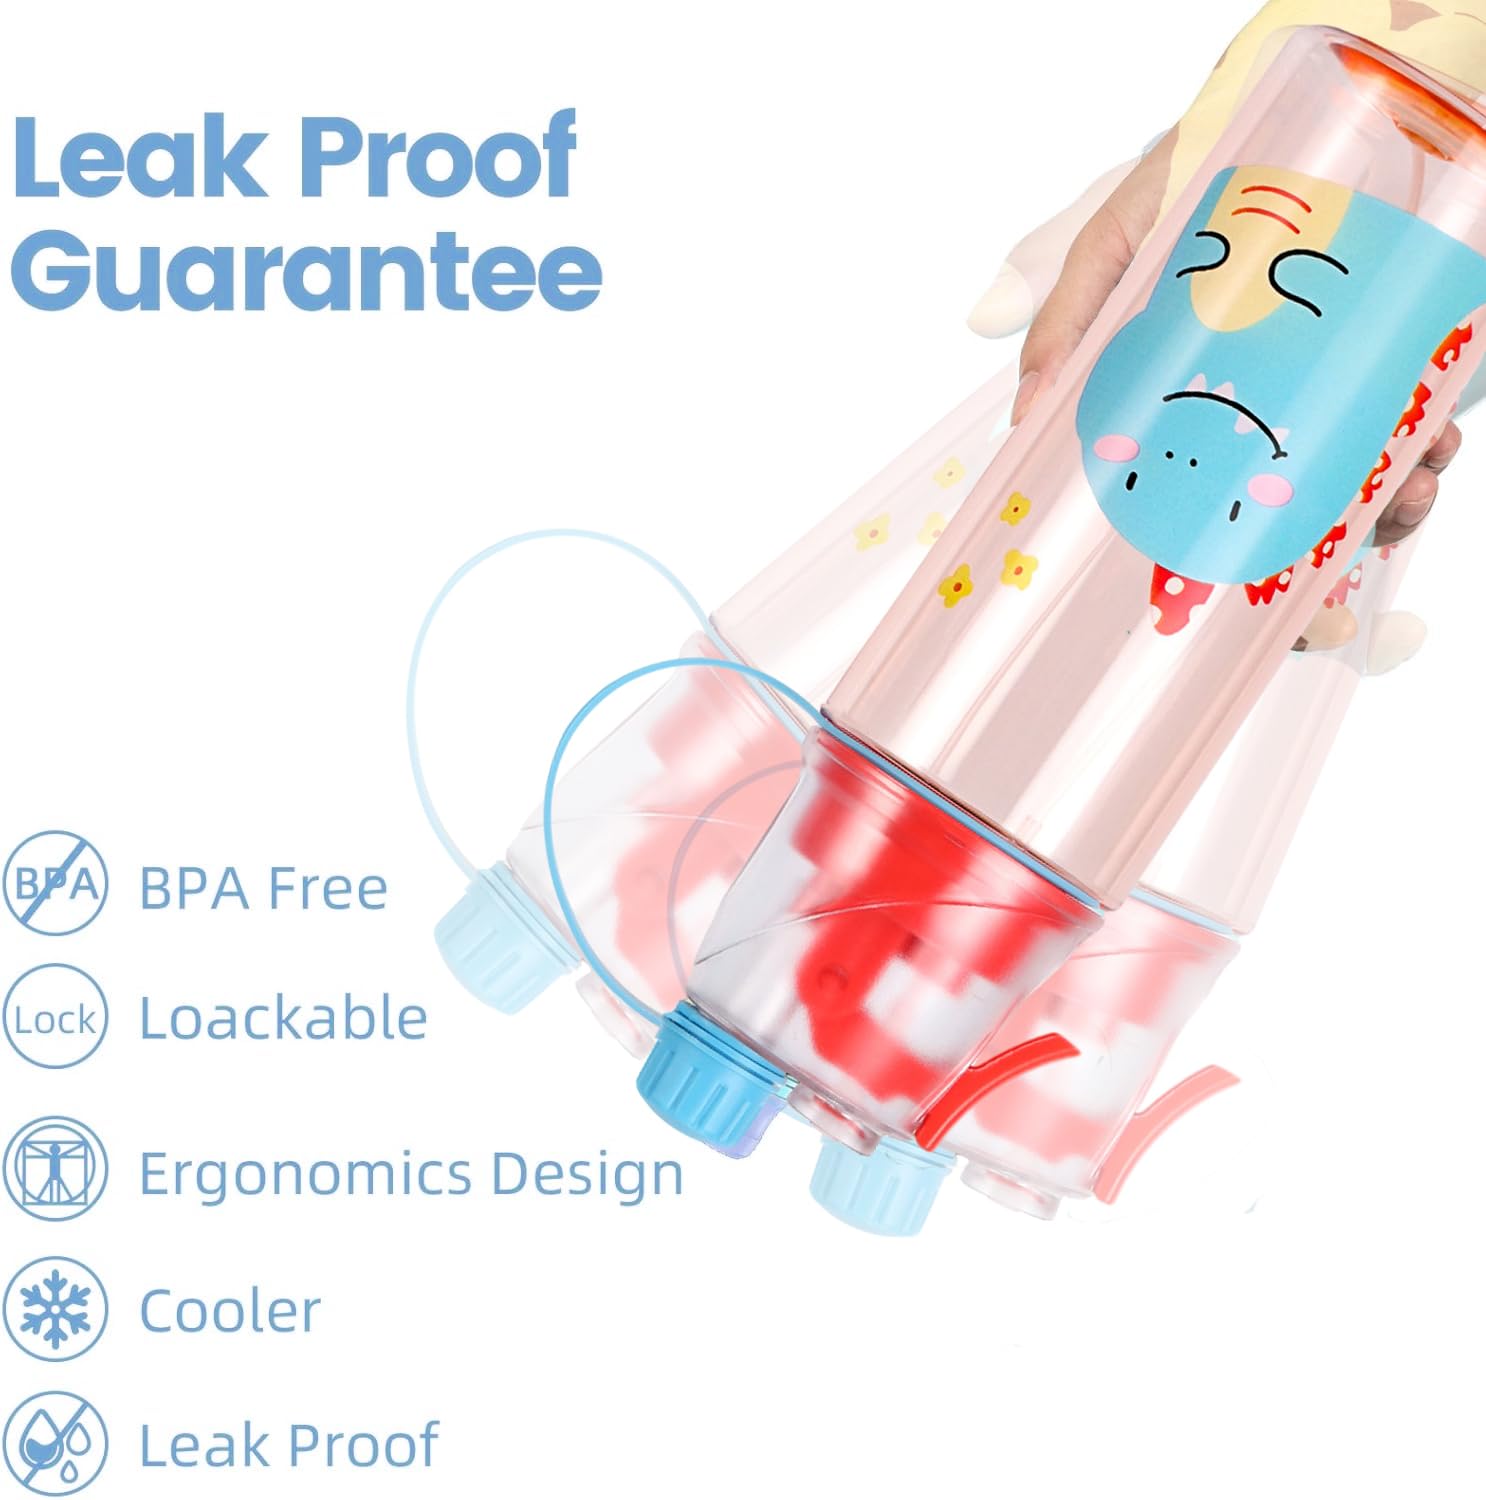 Leak Proof
Guarantee
BPA
BPA Free
Lock
Loackable
Ergonomics Design
Cooler
Leak Proof